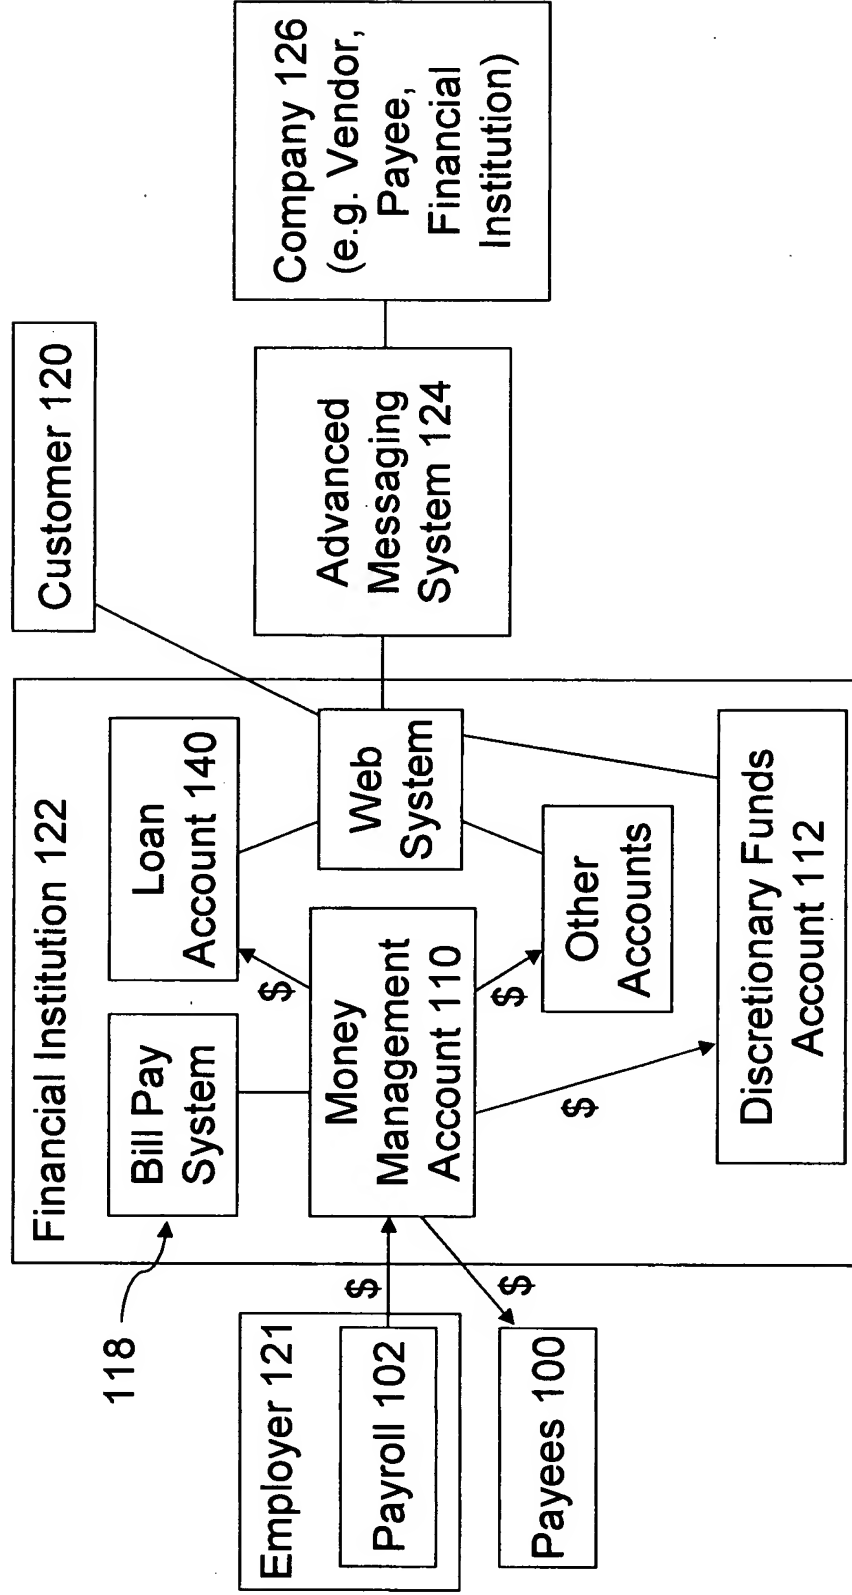 118
Employer 121
Payroll 102
$
$
Payees 100
Financial Institution 122
Bill Pay
System
Loan
Account 140
$
Money
Management
Account 110
$
$
Web
System
Other
Accounts
Discretionary Funds
Account 112
Customer 120
Advanced
Messaging
System 124
Company 126
(e.g. Vendor,
Payee,
Financial
Institution)